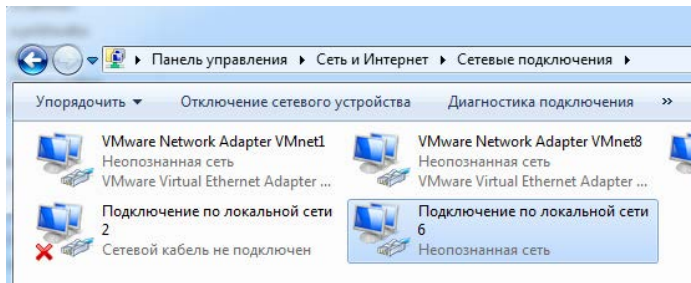 Панель управления ▸ Сеть и Интернет ▸ Сетевые подключения ▸
Упорядочить ▾ Отключение сетевого устройства Диагностика подключения »
VMware Network Adapter VMnet1
Неопознанная сеть
VMware Virtual Ethernet Adapter ...
VMware Network Adapter VMnet8
Неопознанная сеть
VMware Virtual Ethernet Adapter ...
Подключение по локальной сети
2
Сетевой кабель не подключен
Подключение по локальной сети
6
Неопознанная сеть